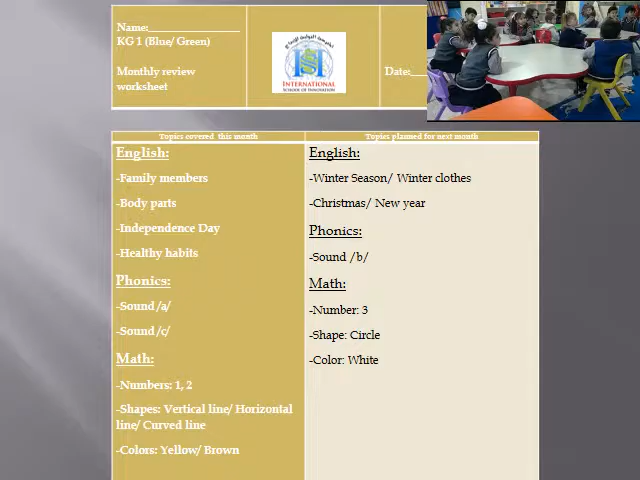 Name:
KG 1 (Blue/ Green)
Monthly review
worksheet
INTERNATIONAL
SCHOOL OF INNOVATION
Date:
Topics covered this month
Topics planned for next month
English:
-Family members
-Body parts
-Independence Day
-Healthy habits
Phonics:
-Sound /a/
-Sound /c/
Math:
-Numbers: 1, 2
-Shapes: Vertical line/ Horizontal
line/ Curved line
-Colors: Yellow/ Brown
English:
-Winter Season/ Winter clothes
-Christmas/ New year
Phonics:
-Sound /b/
Math:
-Number: 3
-Shape: Circle
-Color: White